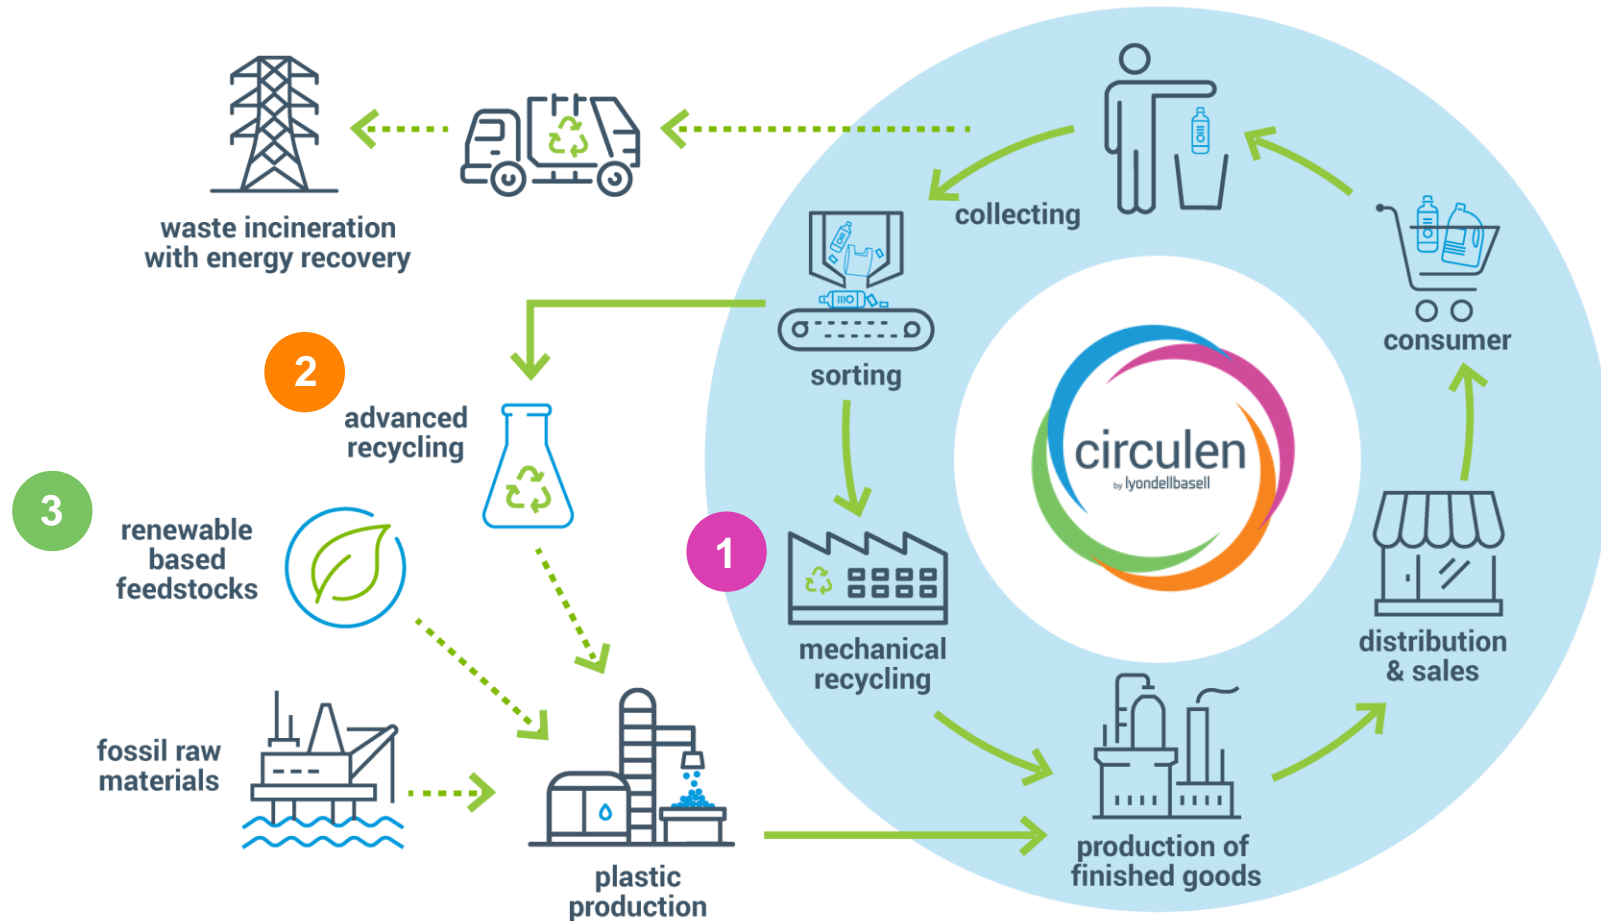 waste incineration
with energy recovery
collecting
sorting
consumer
2
advanced
recycling
3
renewable
based
feedstocks
1
circulen
by lyondellbasell
mechanical
recycling
distribution
& sales
fossil raw
materials
plastic
production
production of
finished goods